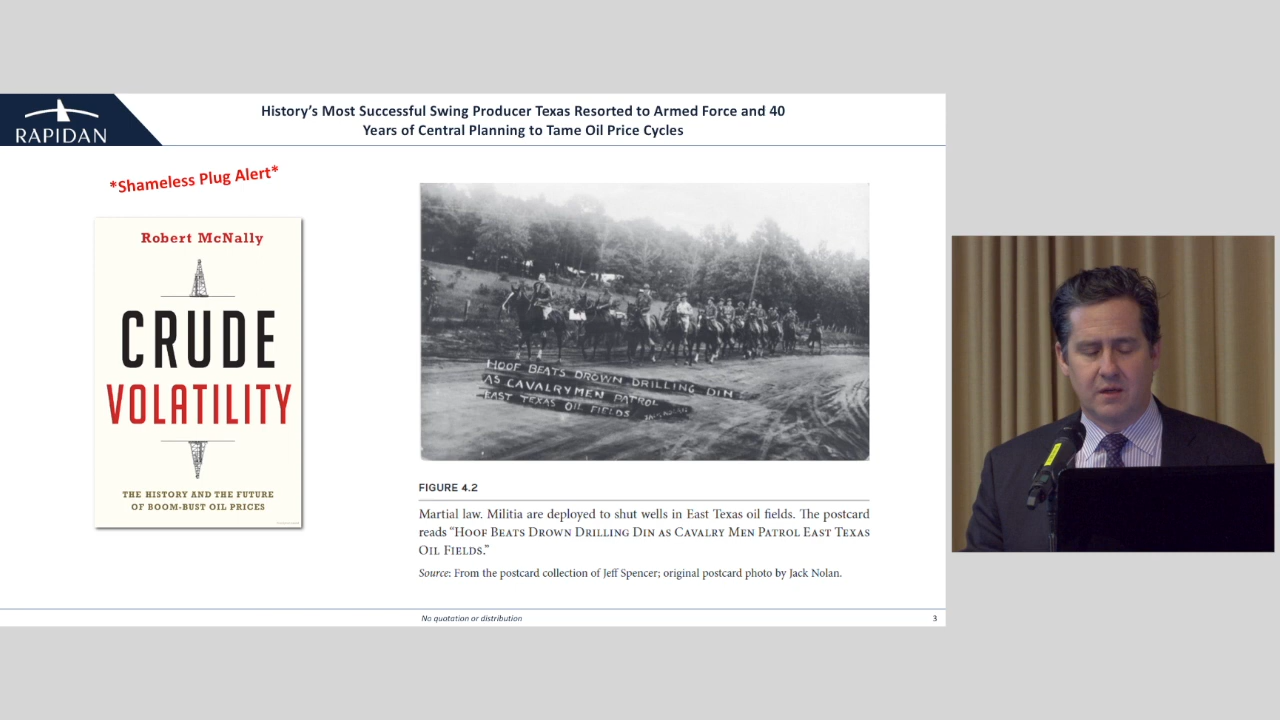 RAPIDAN
History's Most Successful Swing Producer Texas Resorted to Armed Force and 40
Years of Central Planning to Tame Oil Price Cycles
*Shameless Plug Alert*
Robert McNally
CRUDE
VOLATILITY
THE HISTORY AND THE FUTURE
OF BOOM-BUST OIL PRICES
HOOF BEATS DROWN DRILLING DIN
AS CAVALRYMEN PATROL
EAST TEXAS OIL FIELDS
FIGURE 4.2
Martial law. Militia are deployed to shut wells in East Texas oil fields. The postcard
reads “HOOF BEATS DROWN DRILLING DIN AS CAVALRY MEN PATROL EAST TEXAS
OIL FIELDS.”
Source: From the postcard collection of Jeff Spencer; original postcard photo by Jack Nolan.
No quotation or distribution
3